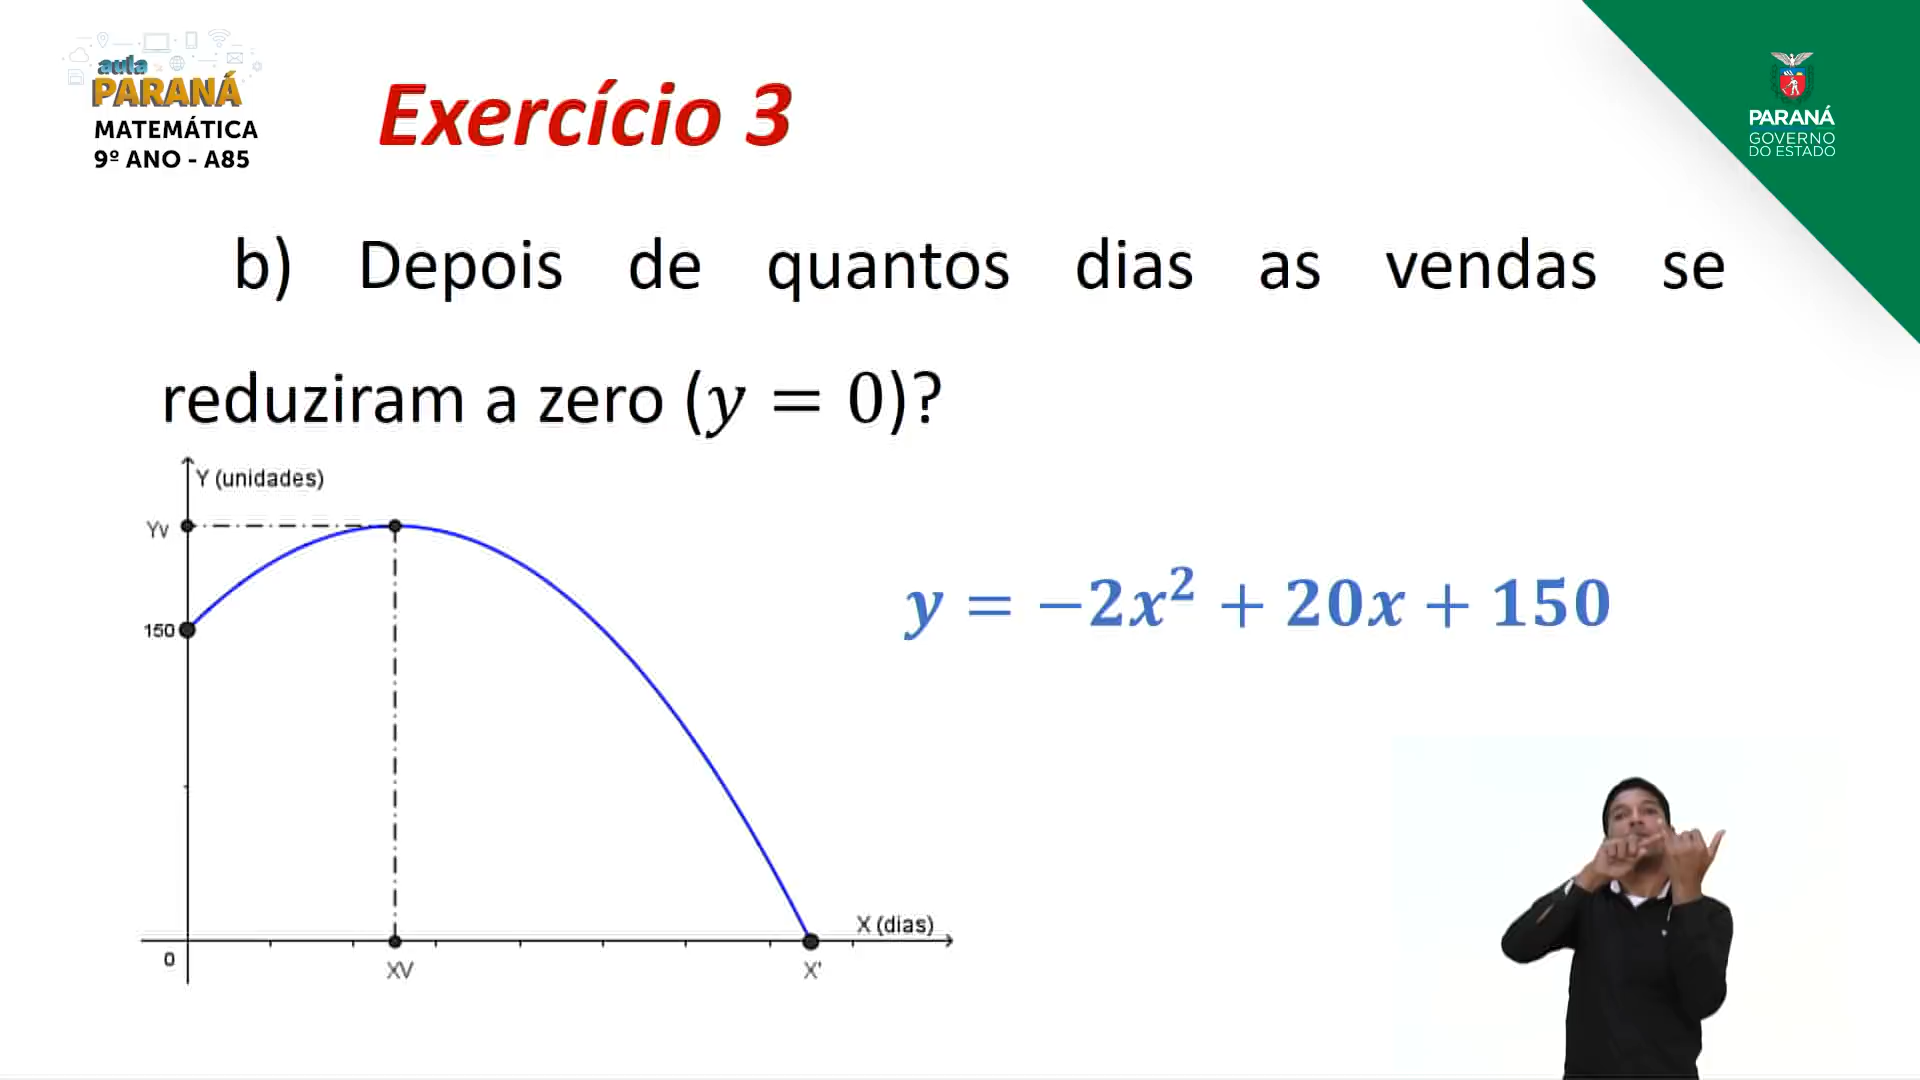 aula
PARANÁ
MATEMÁTICA
9º ANO - A85
Exercício 3
PARANÁ
GOVERNO
DO ESTADO
b) Depois de quantos dias as vendas se
reduziram a zero (y = 0)?
Y (unidades)
Yv
150
y = −2x² + 20x + 150
X (dias)
0
XV
X'